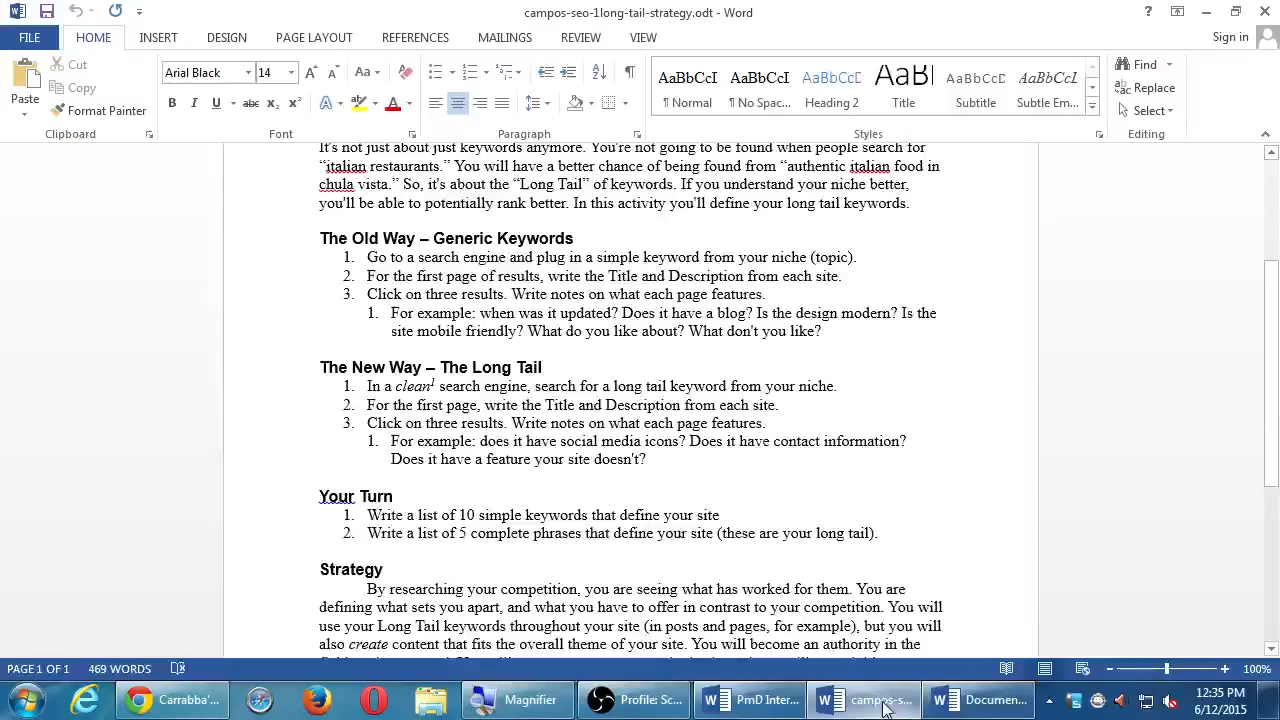 campos-seo-1long-tail-strategy.odt - Word
FILE HOME INSERT DESIGN PAGE LAYOUT REFERENCES MAILINGS REVIEW VIEW Sign in
Paste
Cut
Copy
Format Painter
Clipboard
Arial Black 14
Font
Paragraph
AaBbCcI AaBbCcI AaBbCcD AaBI AaBbCcD AaBbCcI
¶ Normal ¶ No Spac... Heading 2 Title Subtitle Subtle Em...
Styles
Find
Replace
Select
Editing
It's not just about just keywords anymore. You're not going to be found when people search for
“italian restaurants.” You will have a better chance of being found from “authentic italian food in
chula vista.” So, it's about the “Long Tail” of keywords. If you understand your niche better,
you'll be able to potentially rank better. In this activity you'll define your long tail keywords.
The Old Way – Generic Keywords
1. Go to a search engine and plug in a simple keyword from your niche (topic).
2. For the first page of results, write the Title and Description from each site.
3. Click on three results. Write notes on what each page features.
1. For example: when was it updated? Does it have a blog? Is the design modern? Is the
site mobile friendly? What do you like about? What don't you like?
The New Way – The Long Tail
1. In a clean1 search engine, search for a long tail keyword from your niche.
2. For the first page, write the Title and Description from each site.
3. Click on three results. Write notes on what each page features.
1. For example: does it have social media icons? Does it have contact information?
Does it have a feature your site doesn't?
Your Turn
1. Write a list of 10 simple keywords that define your site
2. Write a list of 5 complete phrases that define your site (these are your long tail).
Strategy
By researching your competition, you are seeing what has worked for them. You are
defining what sets you apart, and what you have to offer in contrast to your competition. You will
use your Long Tail keywords throughout your site (in posts and pages, for example), but you will
also create content that fits the overall theme of your site. You will become an authority in the
PAGE 1 OF 1 469 WORDS 100%
Carrabba'... Magnifier Profile: Sc... PmD Inter... campos-s... Documen... 12:35 PM
6/12/2015